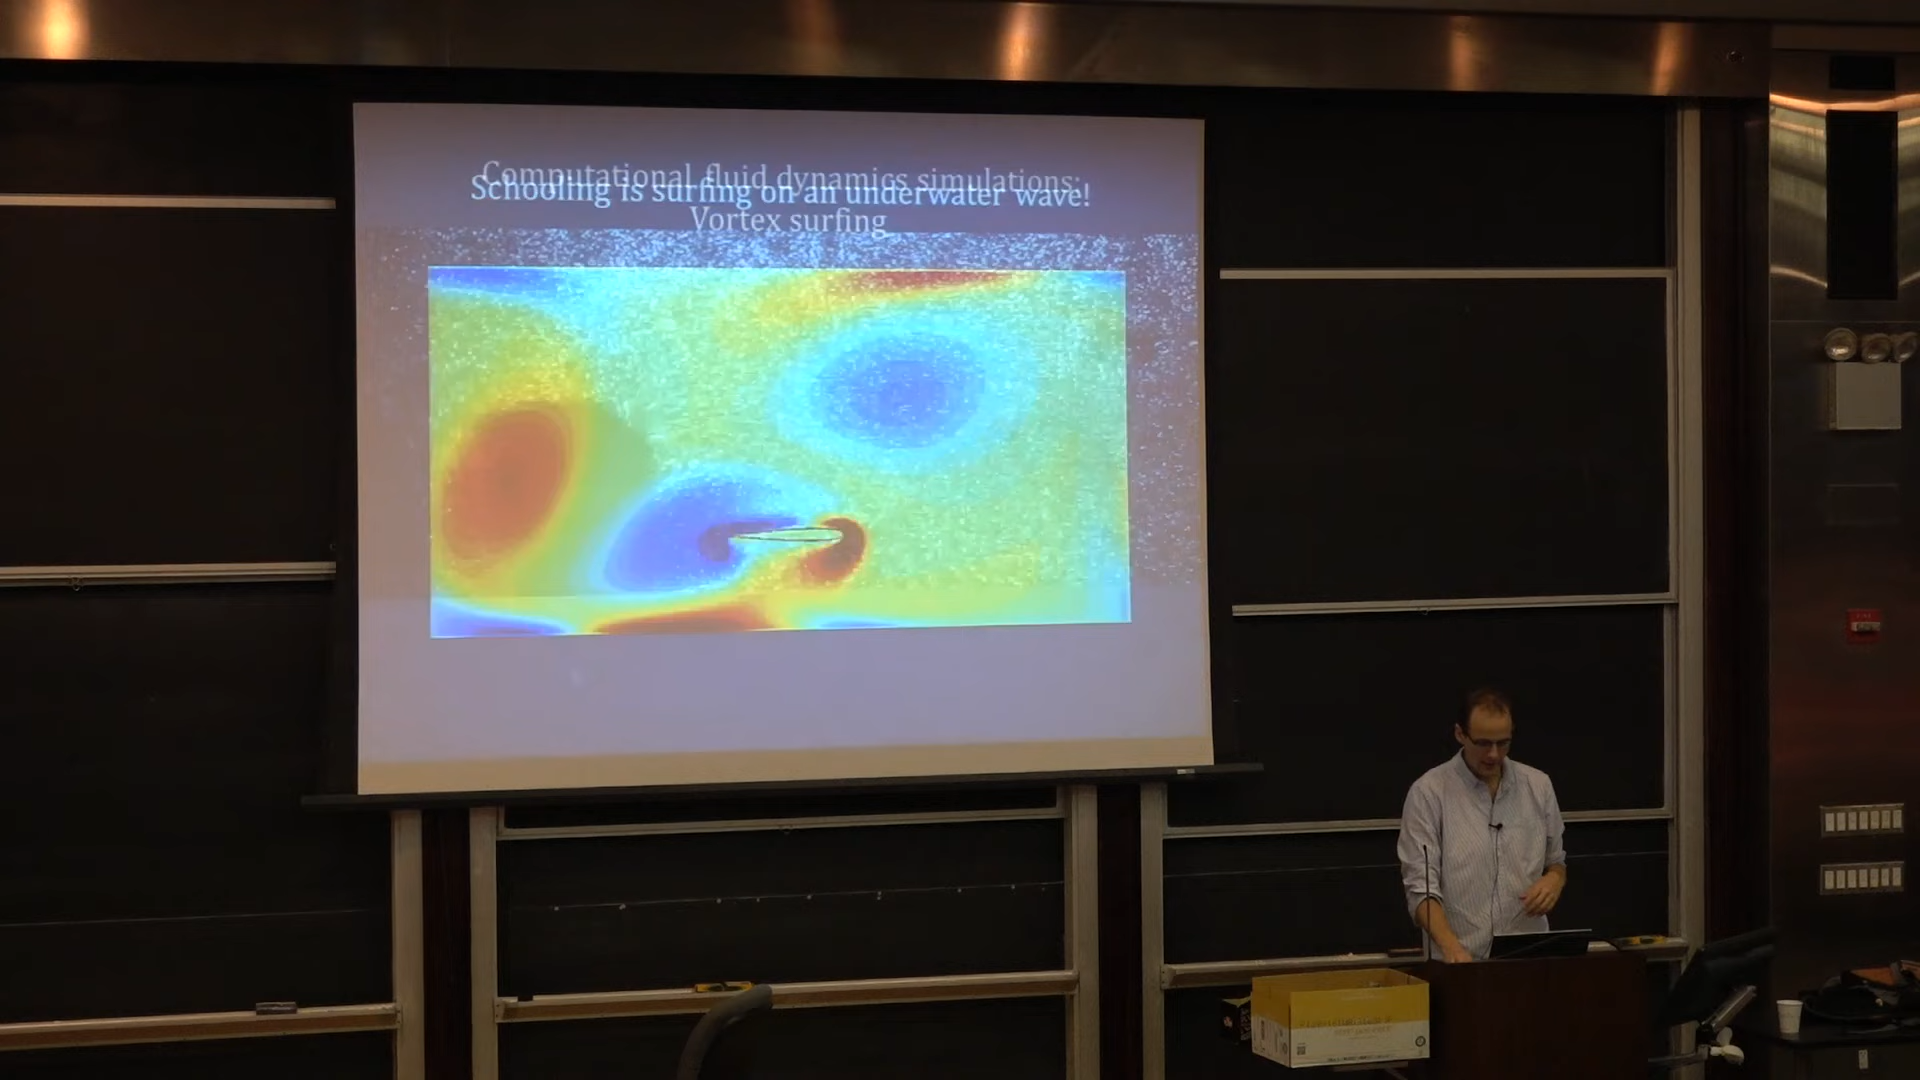 Computational fluid dynamics simulations:
Schooling is surfing on an underwater wave!
Vortex surfing